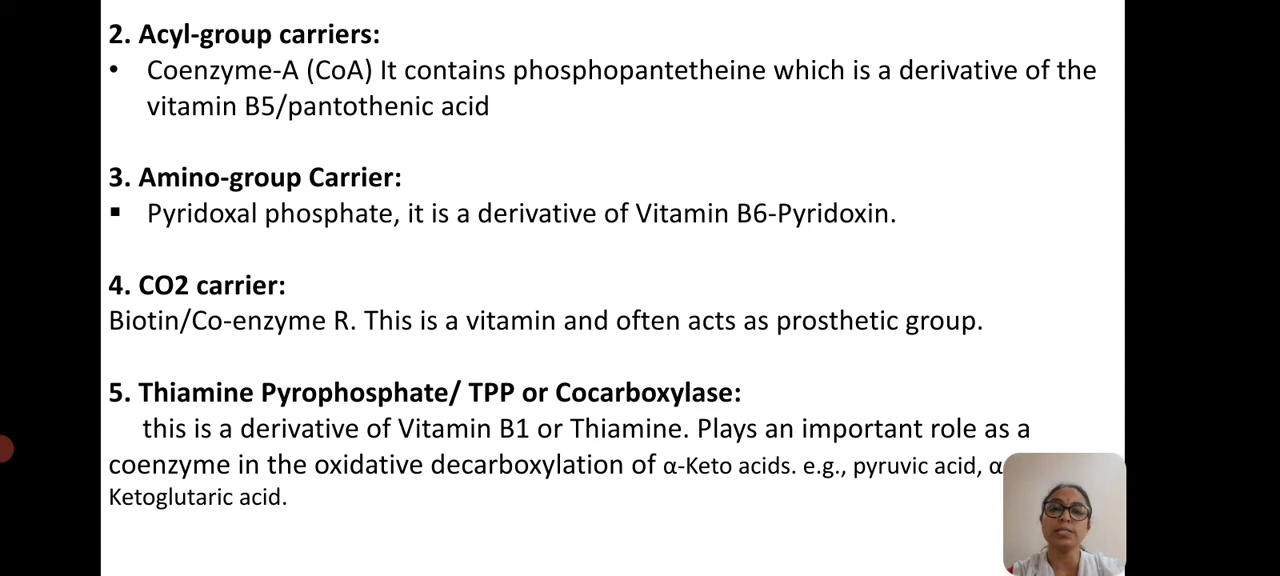 2. Acyl-group carriers:
• Coenzyme-A (CoA) It contains phosphopantetheine which is a derivative of the
vitamin B5/pantothenic acid
3. Amino-group Carrier:
▪ Pyridoxal phosphate, it is a derivative of Vitamin B6-Pyridoxin.
4. CO2 carrier:
Biotin/Co-enzyme R. This is a vitamin and often acts as prosthetic group.
5. Thiamine Pyrophosphate/ TPP or Cocarboxylase:
this is a derivative of Vitamin B1 or Thiamine. Plays an important role as a
coenzyme in the oxidative decarboxylation of α-Keto acids. e.g., pyruvic acid, α
Ketoglutaric acid.